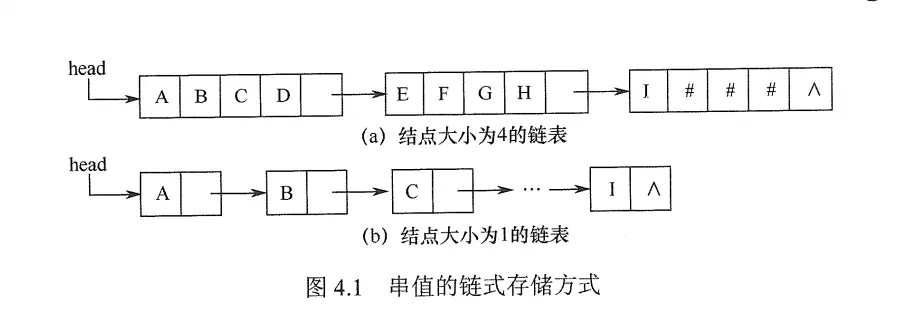 head
A B C D E F G H I # # # ∧
(a) 结点大小为4的链表
head
A B C … I ∧
(b) 结点大小为1的链表
图 4.1 串值的链式存储方式